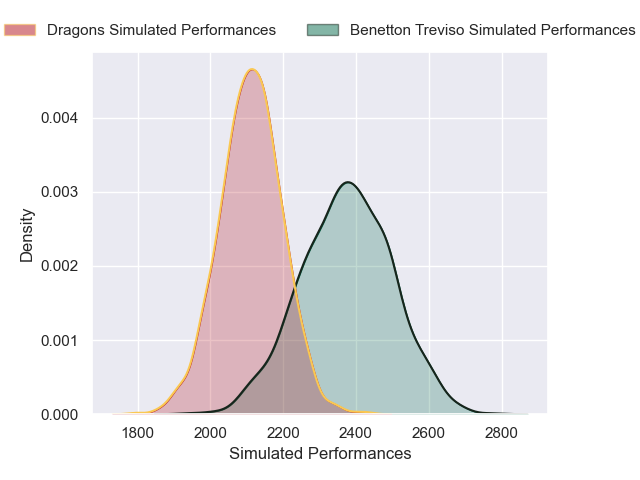 Dragons Simulated Performances
Benetton Treviso Simulated Performances
Density
0.004
0.003
0.002
0.001
0.000
1800 2000 2200 2400 2600 2800
Simulated Performances